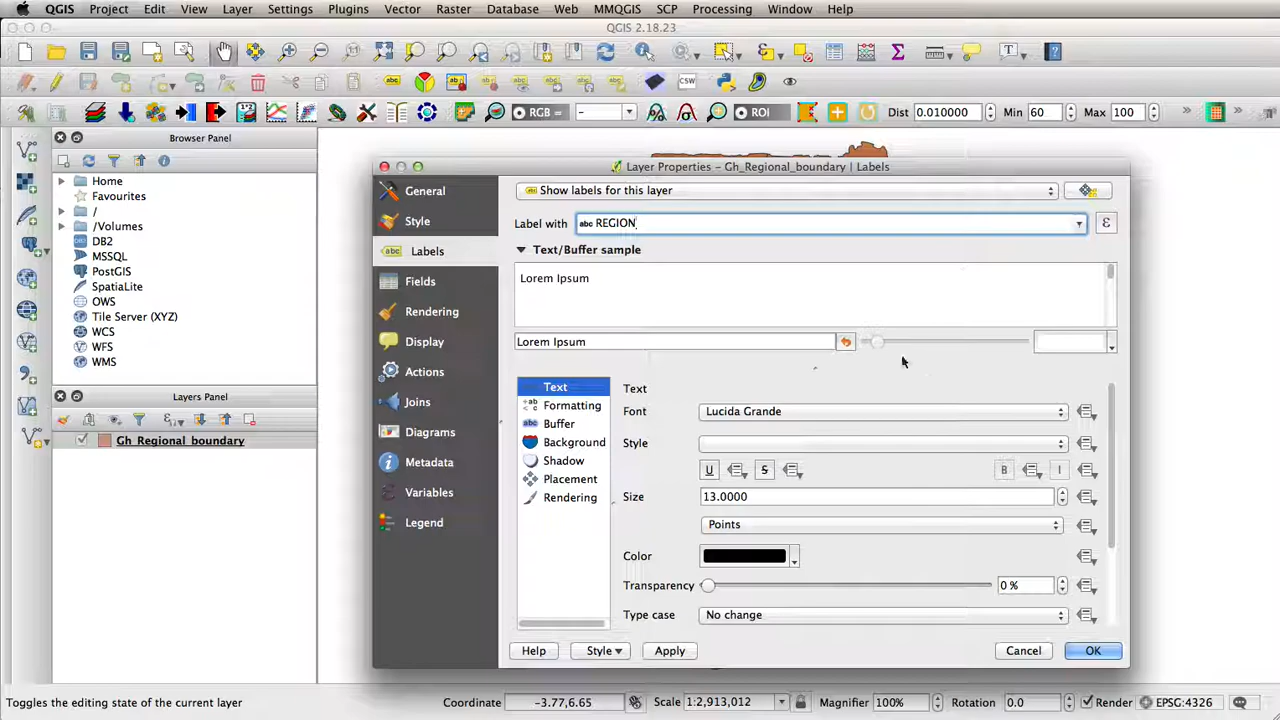 QGIS Project Edit View Layer Settings Plugins Vector Raster Database Web MMQGIS SCP Processing Window Help
QGIS 2.18.23
RGB = - ROI Dist 0.010000 Min 60 Max 100
Browser Panel
Home
Favourites
/
/Volumes
DB2
MSSQL
PostGIS
SpatiaLite
OWS
Tile Server (XYZ)
WCS
WFS
WMS
Layers Panel
Gh_Regional_boundary
Layer Properties - Gh_Regional_boundary | Labels
General
Style
Labels
Fields
Rendering
Display
Actions
Joins
Diagrams
Metadata
Variables
Legend
Show labels for this layer
Label with abc REGION ε
Text/Buffer sample
Lorem Ipsum
Lorem Ipsum
Text
Formatting
Buffer
Background
Shadow
Placement
Rendering
Text
Font Lucida Grande
Style
U S B I
Size 13.0000
Points
Color
Transparency 0 %
Type case No change
Help Style Apply Cancel OK
Toggles the editing state of the current layer Coordinate -3.77,6.65 Scale 1:2,913,012 Magnifier 100% Rotation 0.0 Render EPSG:4326